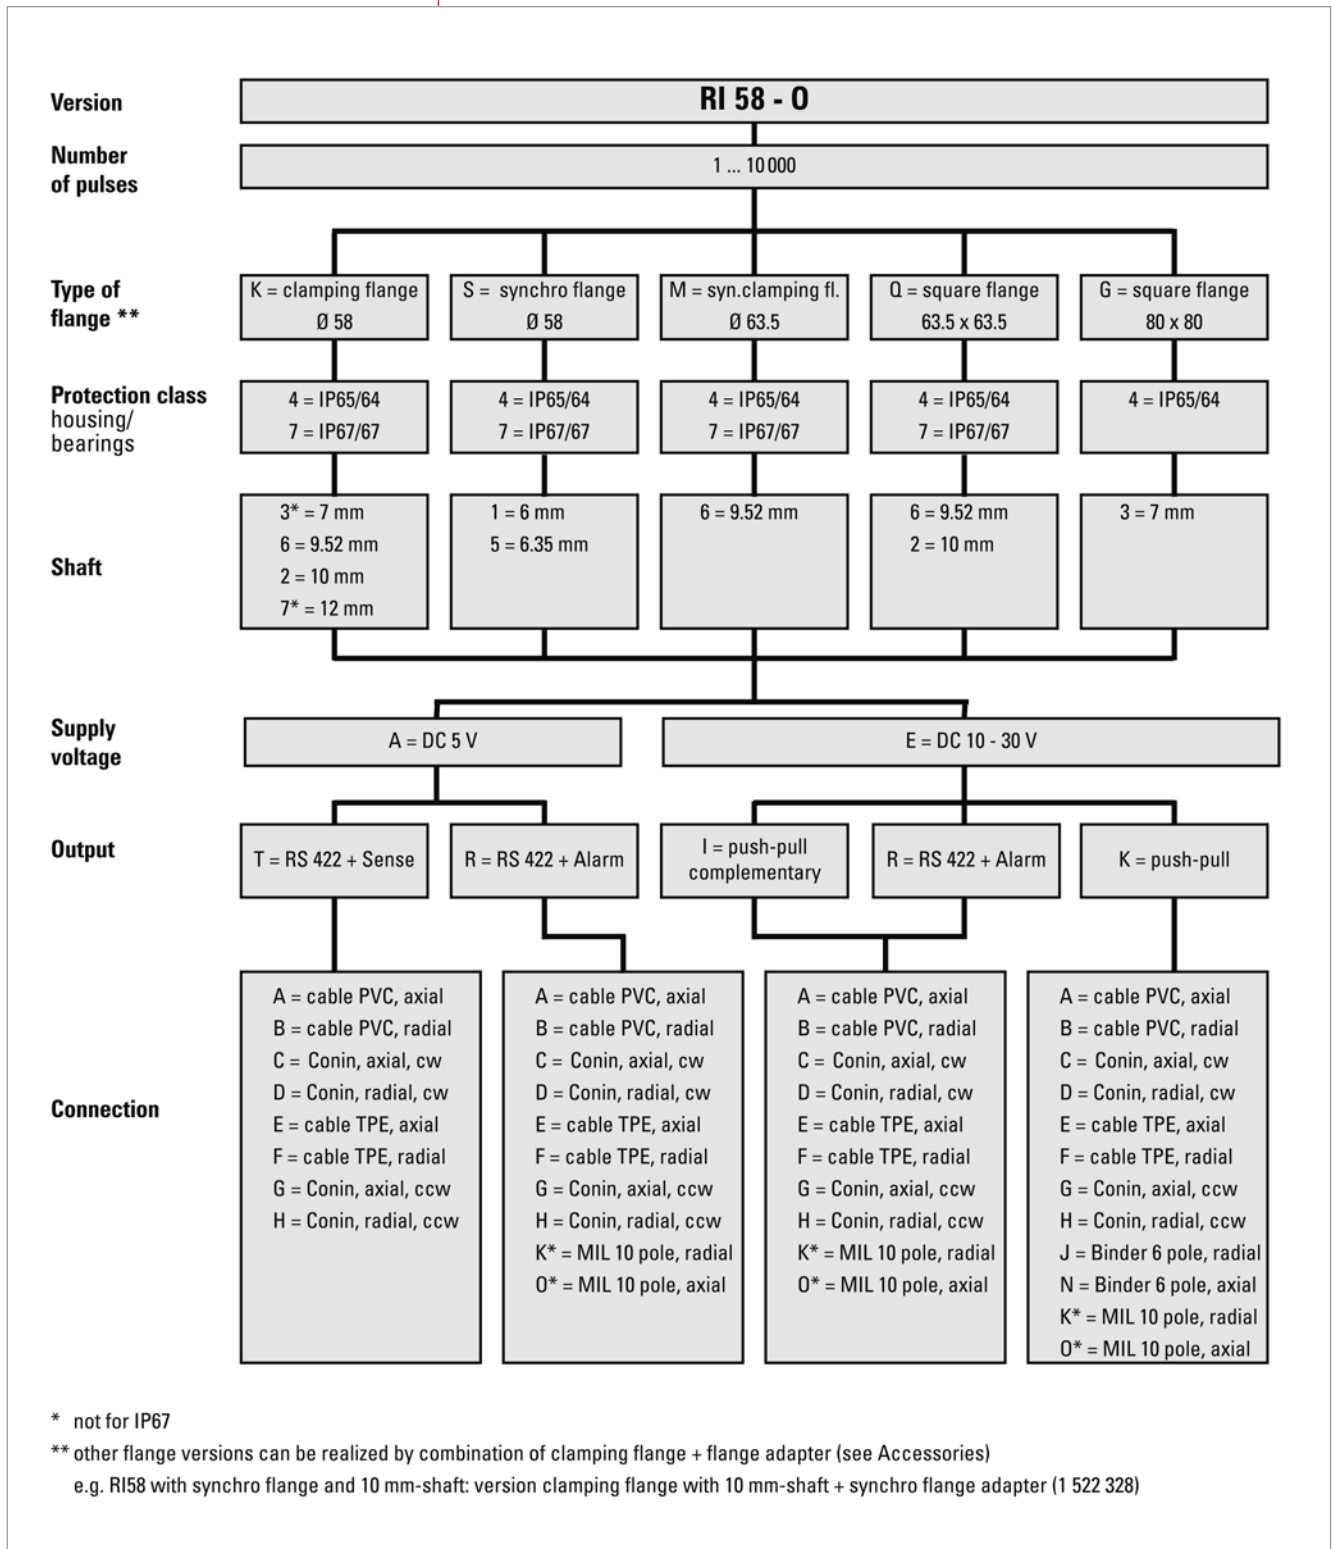 Version
RI 58 - O
Number
of pulses
1 ... 10 000
Type of
flange **
K = clamping flange
Ø 58
S = synchro flange
Ø 58
M = syn.clamping fl.
Ø 63.5
Q = square flange
63.5 x 63.5
G = square flange
80 x 80
Protection class
housing/
bearings
4 = IP65/64
7 = IP67/67
4 = IP65/64
7 = IP67/67
4 = IP65/64
7 = IP67/67
4 = IP65/64
7 = IP67/67
4 = IP65/64
Shaft
3* = 7 mm
6 = 9.52 mm
2 = 10 mm
7* = 12 mm
1 = 6 mm
5 = 6.35 mm
6 = 9.52 mm
6 = 9.52 mm
2 = 10 mm
3 = 7 mm
Supply
voltage
A = DC 5 V
E = DC 10 - 30 V
Output
T = RS 422 + Sense
R = RS 422 + Alarm
I = push-pull
complementary
R = RS 422 + Alarm
K = push-pull
Connection
A = cable PVC, axial
B = cable PVC, radial
C = Conin, axial, cw
D = Conin, radial, cw
E = cable TPE, axial
F = cable TPE, radial
G = Conin, axial, ccw
H = Conin, radial, ccw
A = cable PVC, axial
B = cable PVC, radial
C = Conin, axial, cw
D = Conin, radial, cw
E = cable TPE, axial
F = cable TPE, radial
G = Conin, axial, ccw
H = Conin, radial, ccw
K* = MIL 10 pole, radial
O* = MIL 10 pole, axial
A = cable PVC, axial
B = cable PVC, radial
C = Conin, axial, cw
D = Conin, radial, cw
E = cable TPE, axial
F = cable TPE, radial
G = Conin, axial, ccw
H = Conin, radial, ccw
K* = MIL 10 pole, radial
O* = MIL 10 pole, axial
A = cable PVC, axial
B = cable PVC, radial
C = Conin, axial, cw
D = Conin, radial, cw
E = cable TPE, axial
F = cable TPE, radial
G = Conin, axial, ccw
H = Conin, radial, ccw
J = Binder 6 pole, radial
N = Binder 6 pole, axial
K* = MIL 10 pole, radial
O* = MIL 10 pole, axial
* not for IP67
** other flange versions can be realized by combination of clamping flange + flange adapter (see Accessories)
e.g. RI58 with synchro flange and 10 mm-shaft: version clamping flange with 10 mm-shaft + synchro flange adapter (1 522 328)